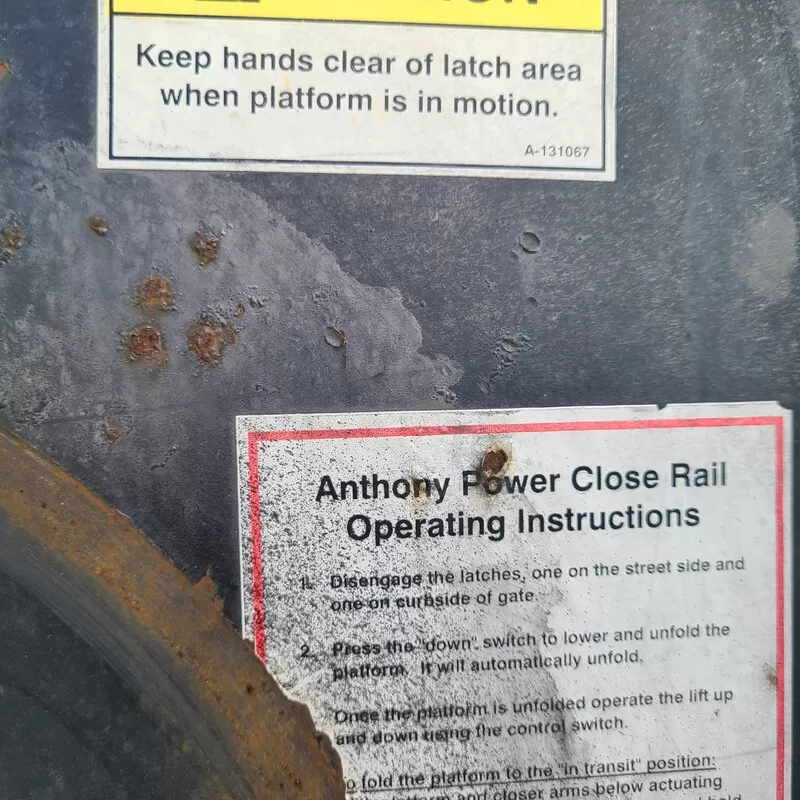 Keep hands clear of latch area
when platform is in motion.
A-131067
Anthony Power Close Rail
Operating Instructions
1. Disengage the latches, one on the street side and
one on curbside of gate.
2. Press the "down" switch to lower and unfold the
platform. It will automatically unfold.
Once the platform is unfolded operate the lift up
and down using the control switch.
o fold the platform to the "in transit" position:
and closer arms below actuating